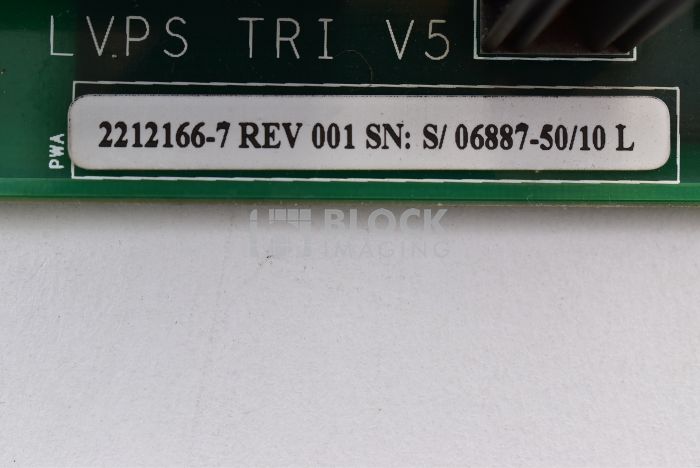 LVPS TRI V5
PWA
2212166-7 REV 001 SN: S/ 06887-50/10 L
BLOCK
IMAGING